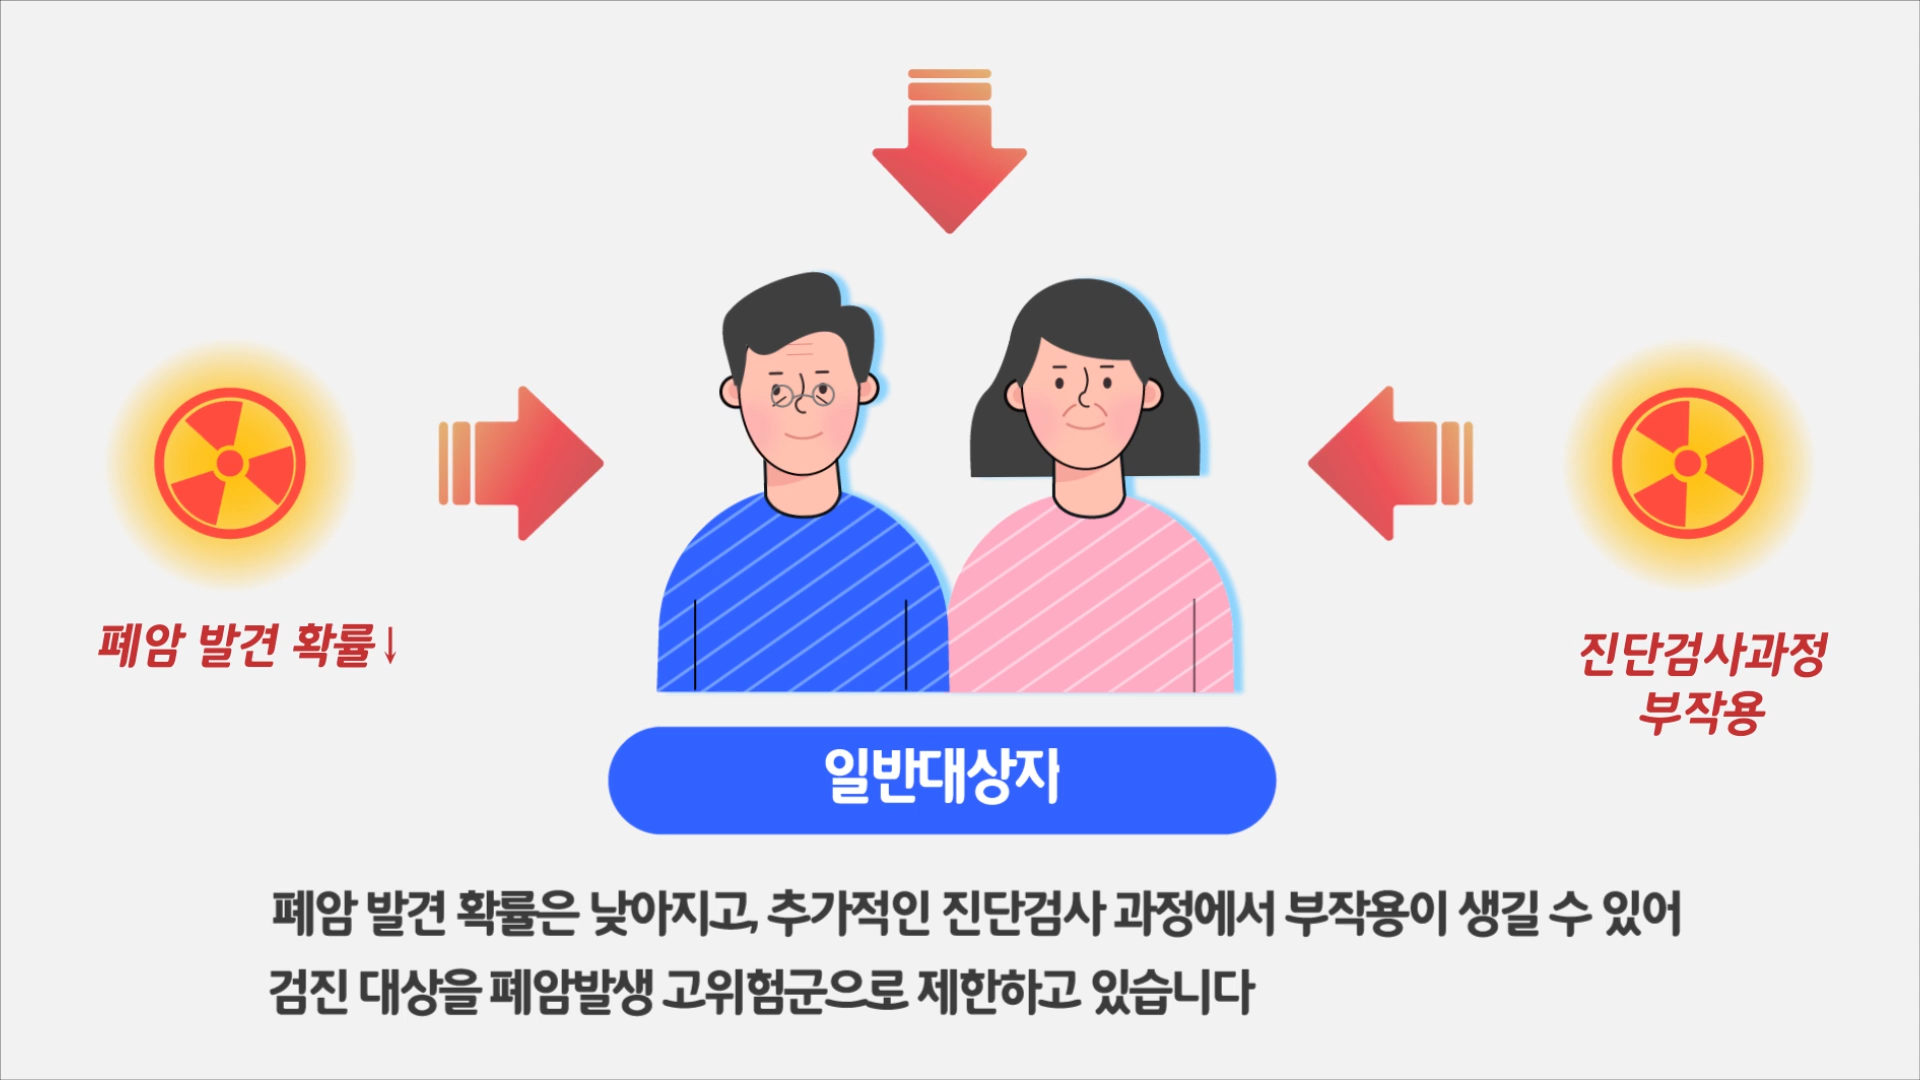 폐암 발견 확률↓
진단검사과정
부작용
일반대상자
폐암 발견 확률은 낮아지고, 추가적인 진단검사 과정에서 부작용이 생길 수 있어
검진 대상을 폐암발생 고위험군으로 제한하고 있습니다